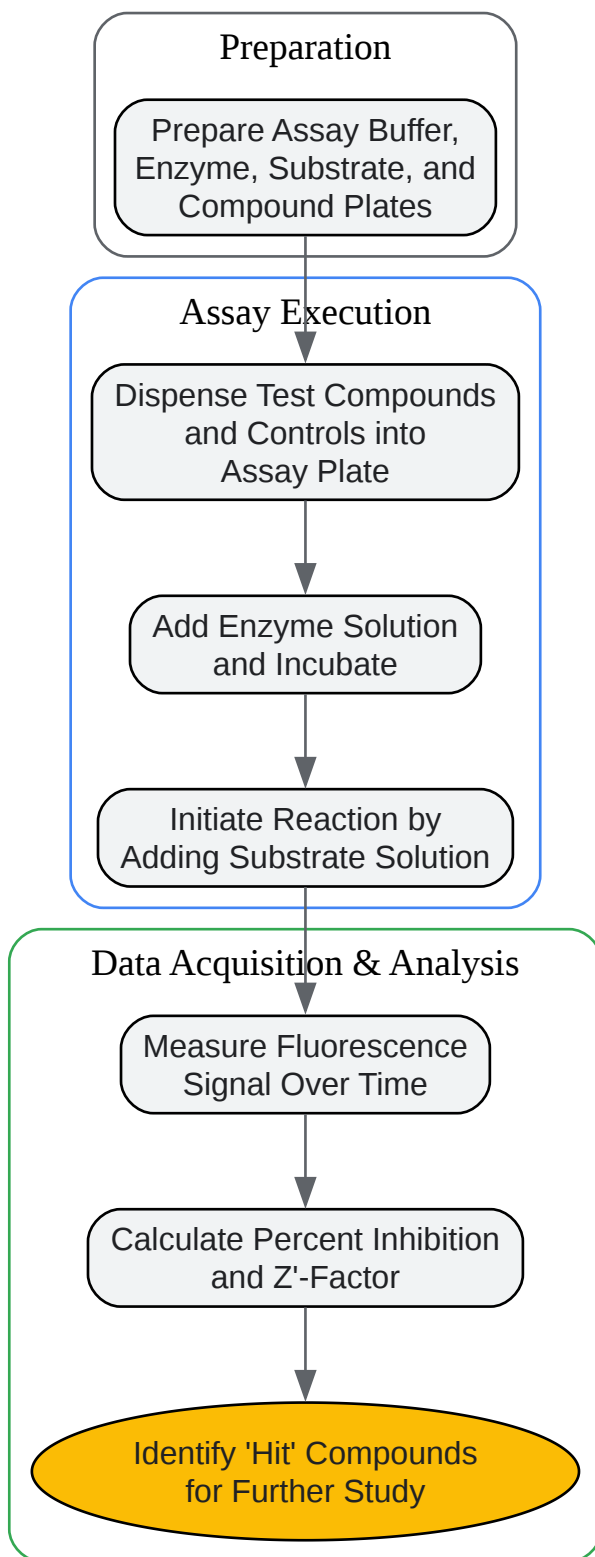 Preparation
Prepare Assay Buffer,
Enzyme, Substrate, and
Compound Plates
Assay Execution
Dispense Test Compounds
and Controls into
Assay Plate
Add Enzyme Solution
and Incubate
Initiate Reaction by
Adding Substrate Solution
Data Acquisition & Analysis
Measure Fluorescence
Signal Over Time
Calculate Percent Inhibition
and Z'-Factor
Identify 'Hit' Compounds
for Further Study